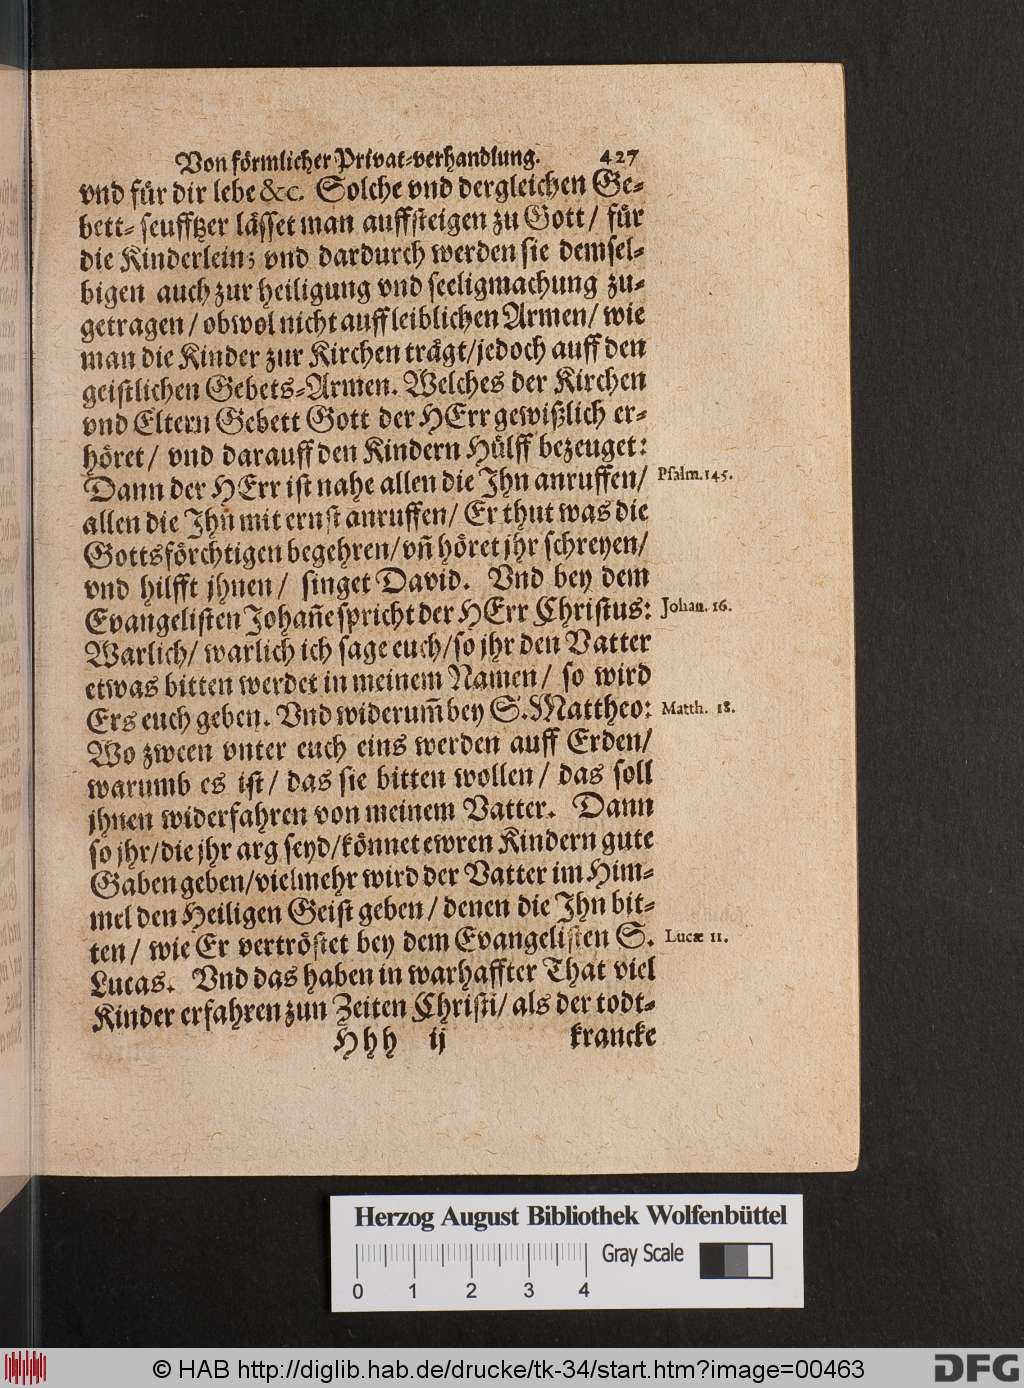 Von förmlicher Privat-verhandlung. 427
vnd für dir lebe &c. Solche vnd dergleichen Ge-
bett- seufftzer lässet man auffsteigen zu Gott/ für
die Kinderlein; vnd dardurch werden sie demsel-
bigen auch zur heiligung vnd seeligmachung zu-
getragen/ obwol nicht auff leiblichen Armen/ wie
man die Kinder zur Kirchen trägt/ jedoch auff den
geistlichen Gebets-Armen. Welches der Kirchen
vnd Eltern Gebett Gott der HErr gewißlich er-
höret/ vnd darauff den Kindern Hülff bezeuget:
Dann der HErr ist nahe allen die Jhn anruffen/ Psalm.145.
allen die Jhn mit ernst anruffen/ Er thut was die
Gottsförchtigen begehren/ vñ höret jhr schreyen/
vnd hilfft jhnen/ singet David. Vnd bey dem
Evangelisten Johañe spricht der HErr Christus: Johan. 16.
Warlich/ warlich ich sage euch/ so jhr den Vatter
etwas bitten werdet in meinem Namen/ so wird
Ers euch geben. Vnd widerum̃ bey S. Mattheo: Matth. 18.
Wo zween vnter euch eins werden auff Erden/
warumb es ist/ das sie bitten wollen/ das soll
jhnen widerfahren von meinem Vatter. Dann
so jhr/ die jhr arg seyd/ könnet ewren Kindern gute
Gaben geben/ vielmehr wird der Vatter im Him-
mel den Heiligen Geist geben/ denen die Jhn bit-
ten/ wie Er vertröstet bey dem Evangelisten S. Lucæ 11.
Lucas. Vnd das haben in warhaffter That viel
Kinder erfahren zun Zeiten Christi/ als der todt-
Hhh ij krancke
Herzog August Bibliothek Wolfenbüttel
Gray Scale
0 1 2 3 4
© HAB http://diglib.hab.de/drucke/tk-34/start.htm?image=00463
DFG